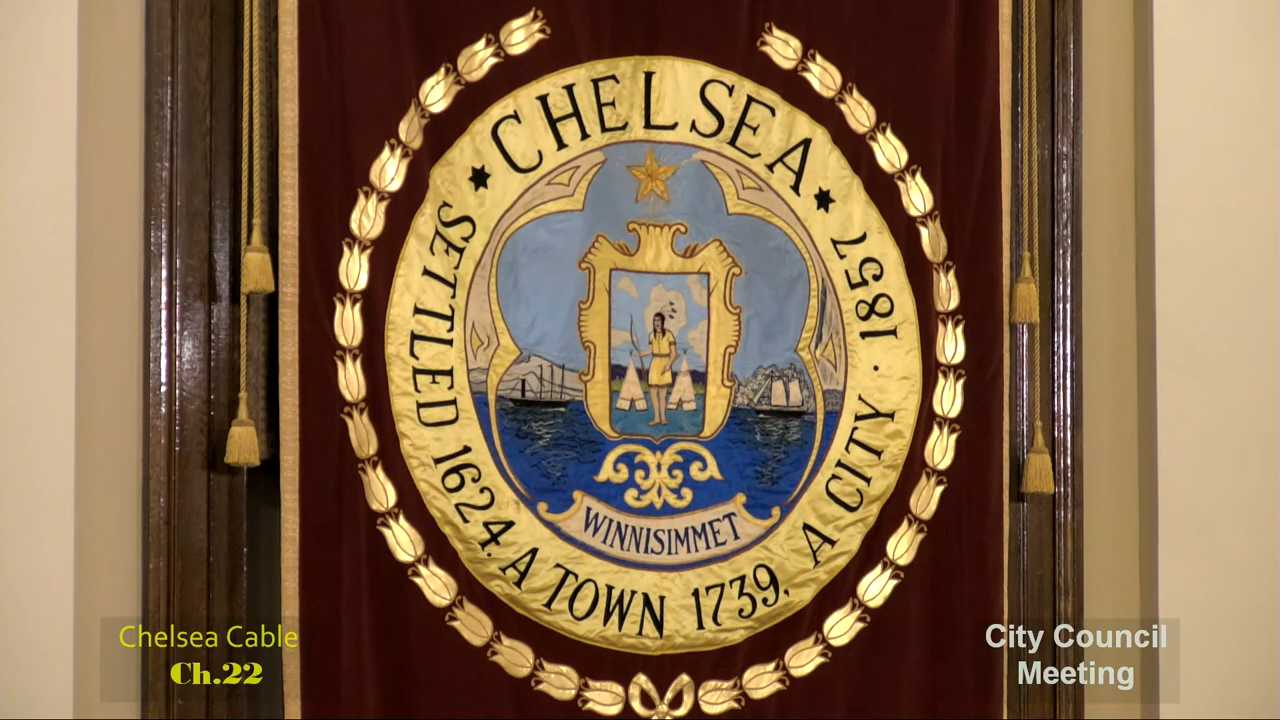 CHELSEA
SETTLED 1624. A TOWN 1739. A CITY · 1857
WINNISIMMET
Chelsea Cable
Ch.22
City Council
Meeting